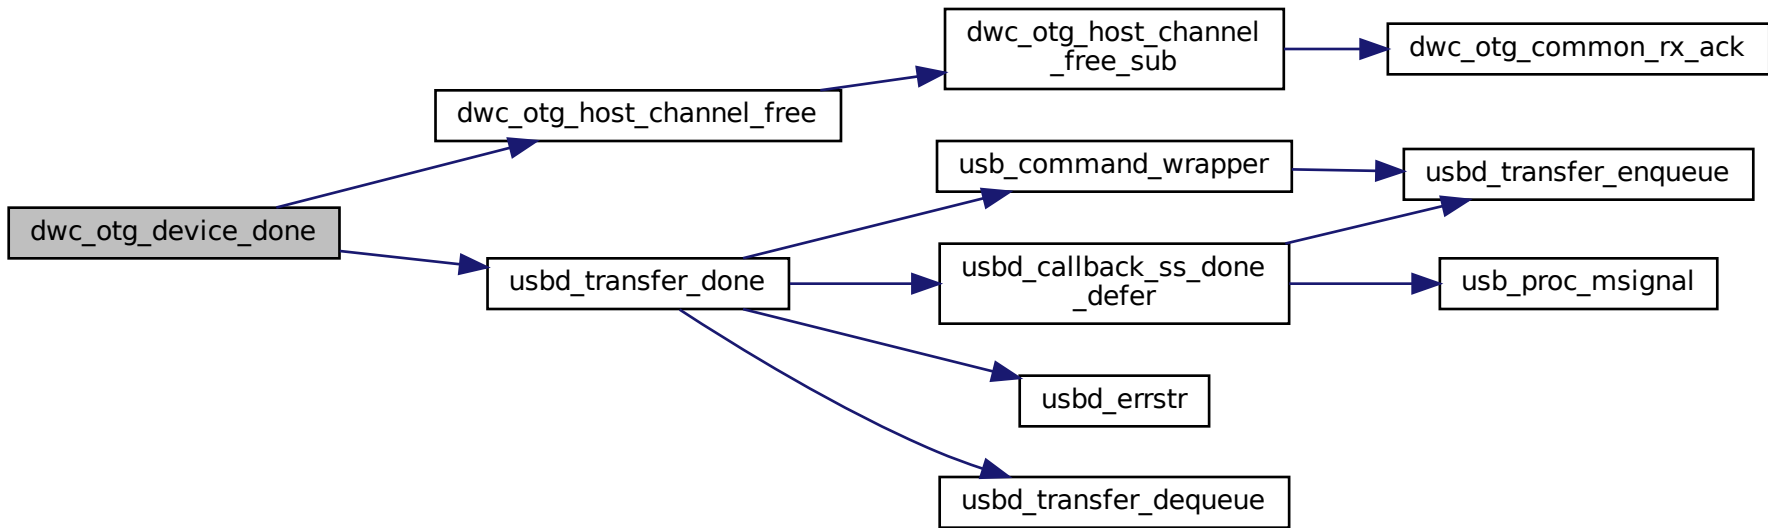 dwc_otg_device_done
dwc_otg_host_channel_free
usbd_transfer_done
dwc_otg_host_channel
_free_sub
usb_command_wrapper
usbd_callback_ss_done
_defer
usbd_errstr
usbd_transfer_dequeue
dwc_otg_common_rx_ack
usbd_transfer_enqueue
usb_proc_msignal